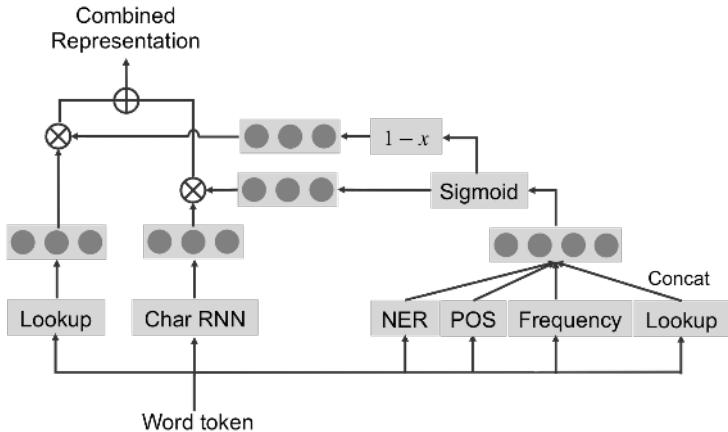 Combined
Representation
1 − x
Sigmoid
Concat
Lookup
Char RNN
NER
POS
Frequency
Lookup
Word token